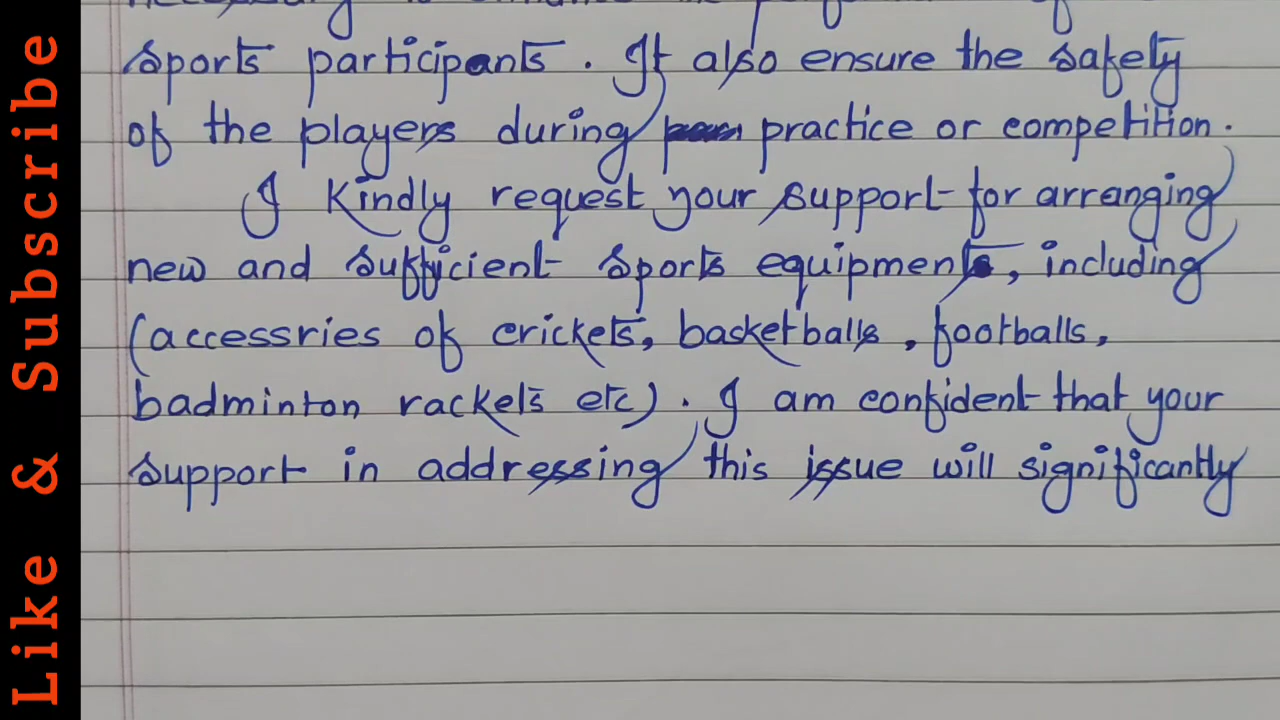 Like & Subscribe
sports participants. It also ensure the safety
of the players during practice or competition.
I Kindly request your support for arranging
new and sufficient sports equipments, including
(accessries of crickets, basketballs, footballs,
badminton rackets etc). I am confident that your
support in addressing this issue will significantly